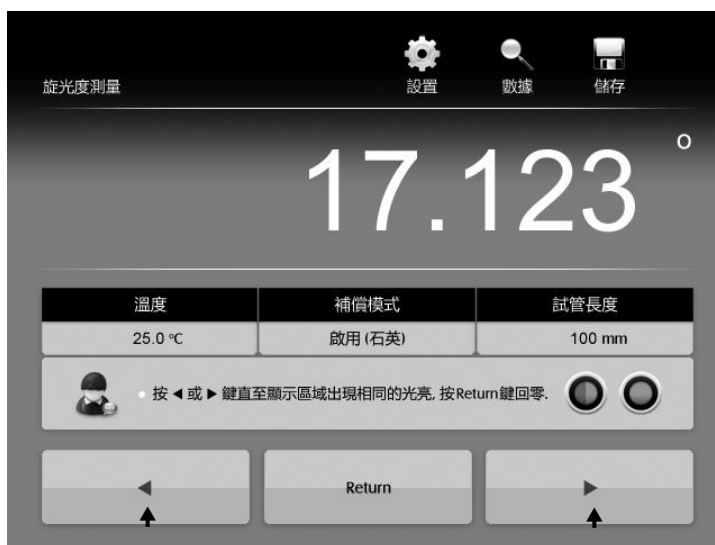 設置 數據 儲存
旋光度測量
17.123 °
溫度 補償模式 試管長度
25.0 ℃ 啟用 (石英) 100 mm
按 ◀ 或 ▶ 鍵直至顯示區域出現相同的光亮, 按Return鍵回零.
◀ Return ▶